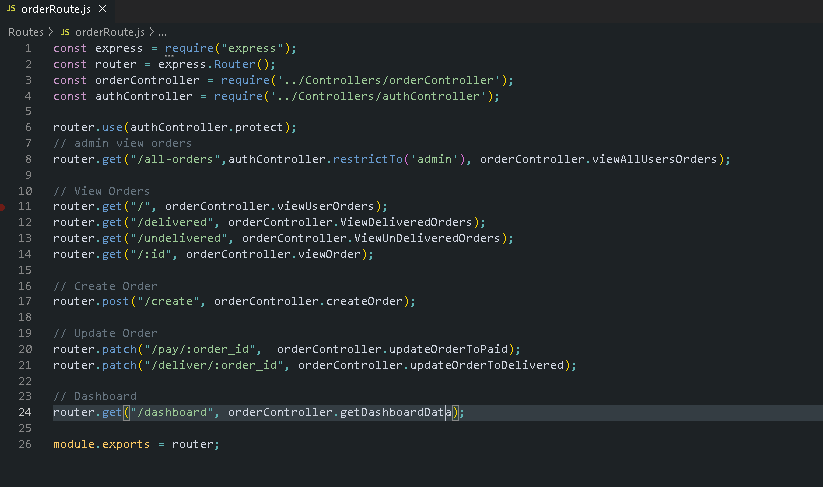 JS orderRoute.js ×
Routes > JS orderRoute.js > ...
1 const express = require("express");
2 const router = express.Router();
3 const orderController = require('../Controllers/orderController');
4 const authController = require('../Controllers/authController');
5
6 router.use(authController.protect);
7 // admin view orders
8 router.get("/all-orders",authController.restrictTo('admin'), orderController.viewAllUsersOrders);
9
10 // View Orders
11 router.get("/", orderController.viewUserOrders);
12 router.get("/delivered", orderController.ViewDeliveredOrders);
13 router.get("/undelivered", orderController.ViewUnDeliveredOrders);
14 router.get("/:id", orderController.viewOrder);
15
16 // Create Order
17 router.post("/create", orderController.createOrder);
18
19 // Update Order
20 router.patch("/pay/:order_id",  orderController.updateOrderToPaid);
21 router.patch("/deliver/:order_id", orderController.updateOrderToDelivered);
22
23 // Dashboard
24 router.get("/dashboard", orderController.getDashboardData);
25
26 module.exports = router;